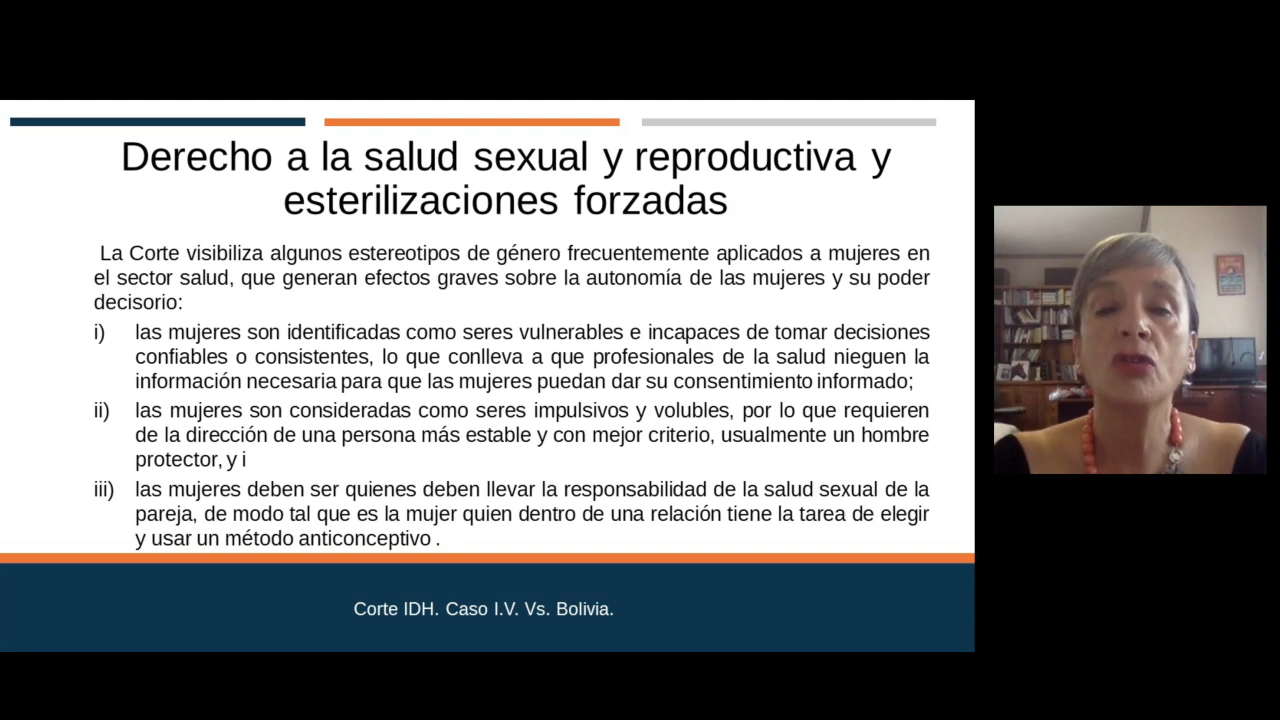 Derecho a la salud sexual y reproductiva y
esterilizaciones forzadas
La Corte visibiliza algunos estereotipos de género frecuentemente aplicados a mujeres en
el sector salud, que generan efectos graves sobre la autonomía de las mujeres y su poder
decisorio:
i) las mujeres son identificadas como seres vulnerables e incapaces de tomar decisiones
confiables o consistentes, lo que conlleva a que profesionales de la salud nieguen la
información necesaria para que las mujeres puedan dar su consentimiento informado;
ii) las mujeres son consideradas como seres impulsivos y volubles, por lo que requieren
de la dirección de una persona más estable y con mejor criterio, usualmente un hombre
protector, y i
iii) las mujeres deben ser quienes deben llevar la responsabilidad de la salud sexual de la
pareja, de modo tal que es la mujer quien dentro de una relación tiene la tarea de elegir
y usar un método anticonceptivo .
Corte IDH. Caso I.V. Vs. Bolivia.